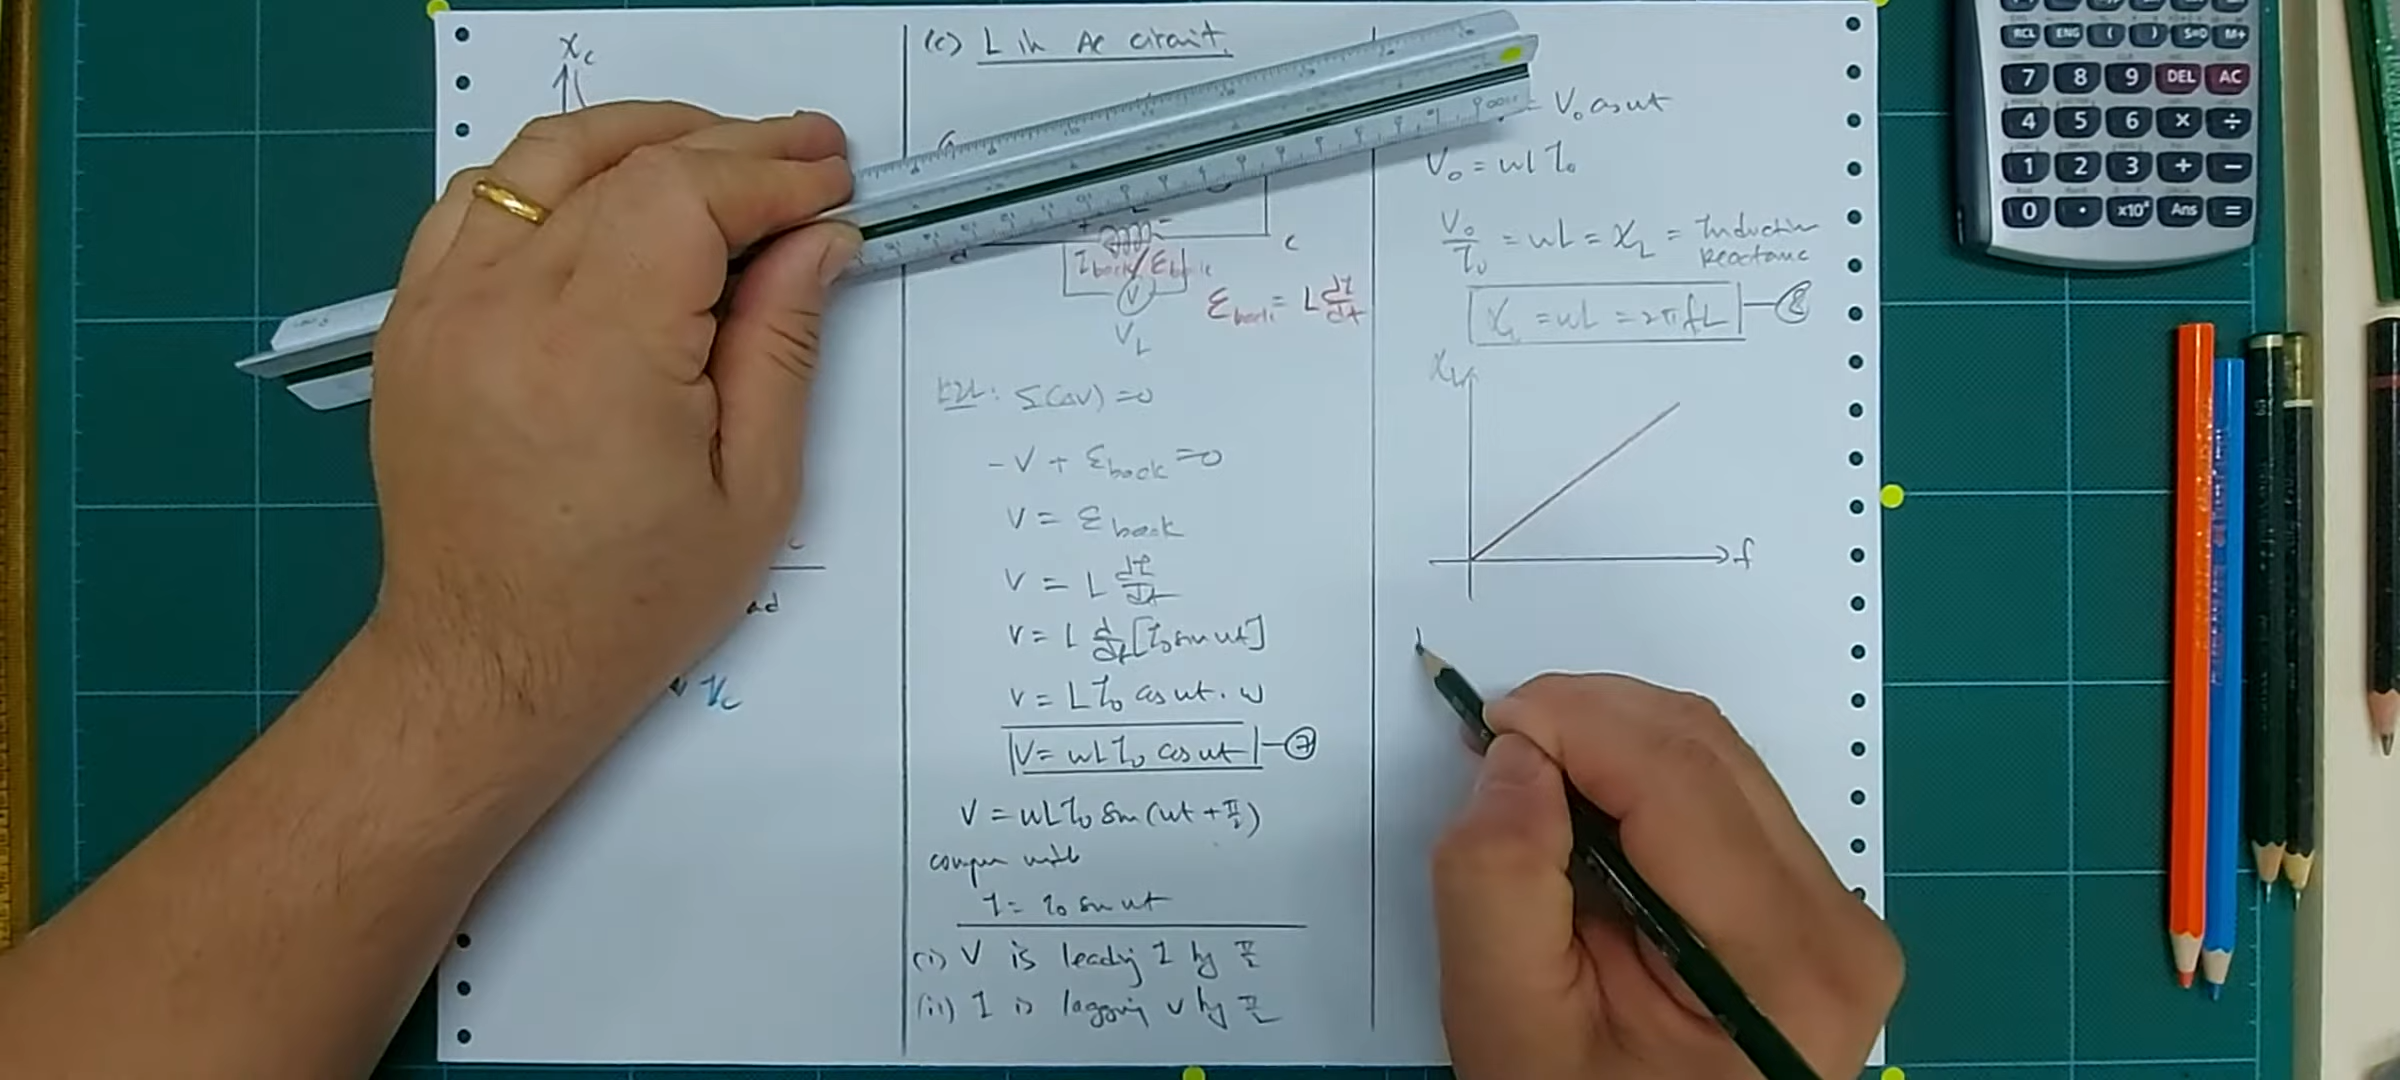 X_c
c
ad
V_c
(c) L in AC circuit.
+ -
c
d
I_back / ε_back
V
V_L
ε_back = L dI/dt
KVL: Σ(ΔV) = 0
-V + ε_back = 0
V = ε_back
V = L dI/dt
V = L d/dt [I₀ sin ωt]
V = L I₀ cos ωt . ω
V = ωL I₀ cos ωt — ⑦
V = ωL I₀ sin(ωt + π/2)
compare with
I = I₀ sin ωt
(i) V is leading I by π/2
(ii) I is lagging V by π/2
= V₀ cos ωt
V₀ = ωL I₀
V₀/I₀ = ωL = X_L = Inductive Reactance
X_L = ωL = 2πfL — ⑧
X_L
f
RCL ENG ( ) S⇔D M+
7 8 9 DEL AC
4 5 6 × ÷
1 2 3 + −
0 . ×10ˣ Ans =